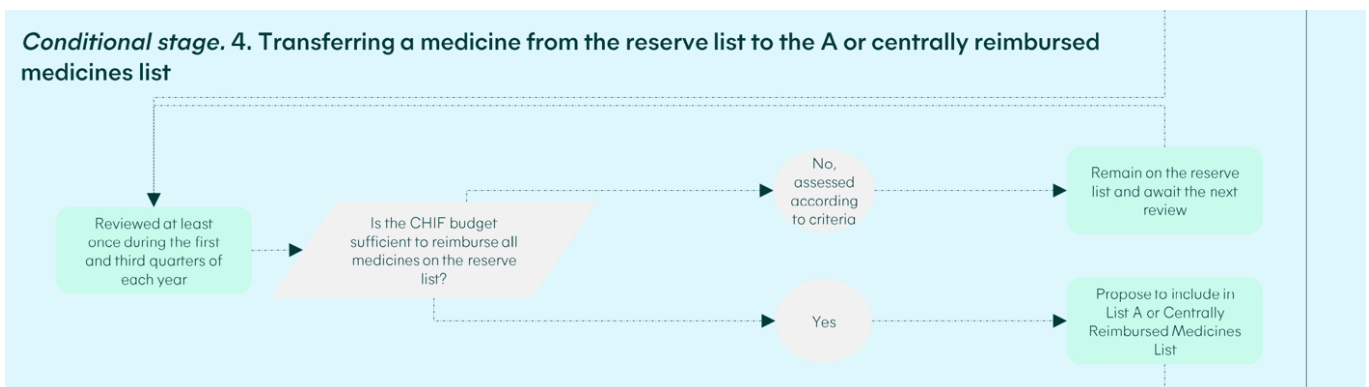 Conditional stage. 4. Transferring a medicine from the reserve list to the A or centrally reimbursed
medicines list
Reviewed at least
once during the first
and third quarters of
each year
Is the CHIF budget
sufficient to reimburse all
medicines on the reserve
list?
No,
assessed
according
to criteria
Remain on the reserve
list and await the next
review
Yes
Propose to include in
List A or Centrally
Reimbursed Medicines
List